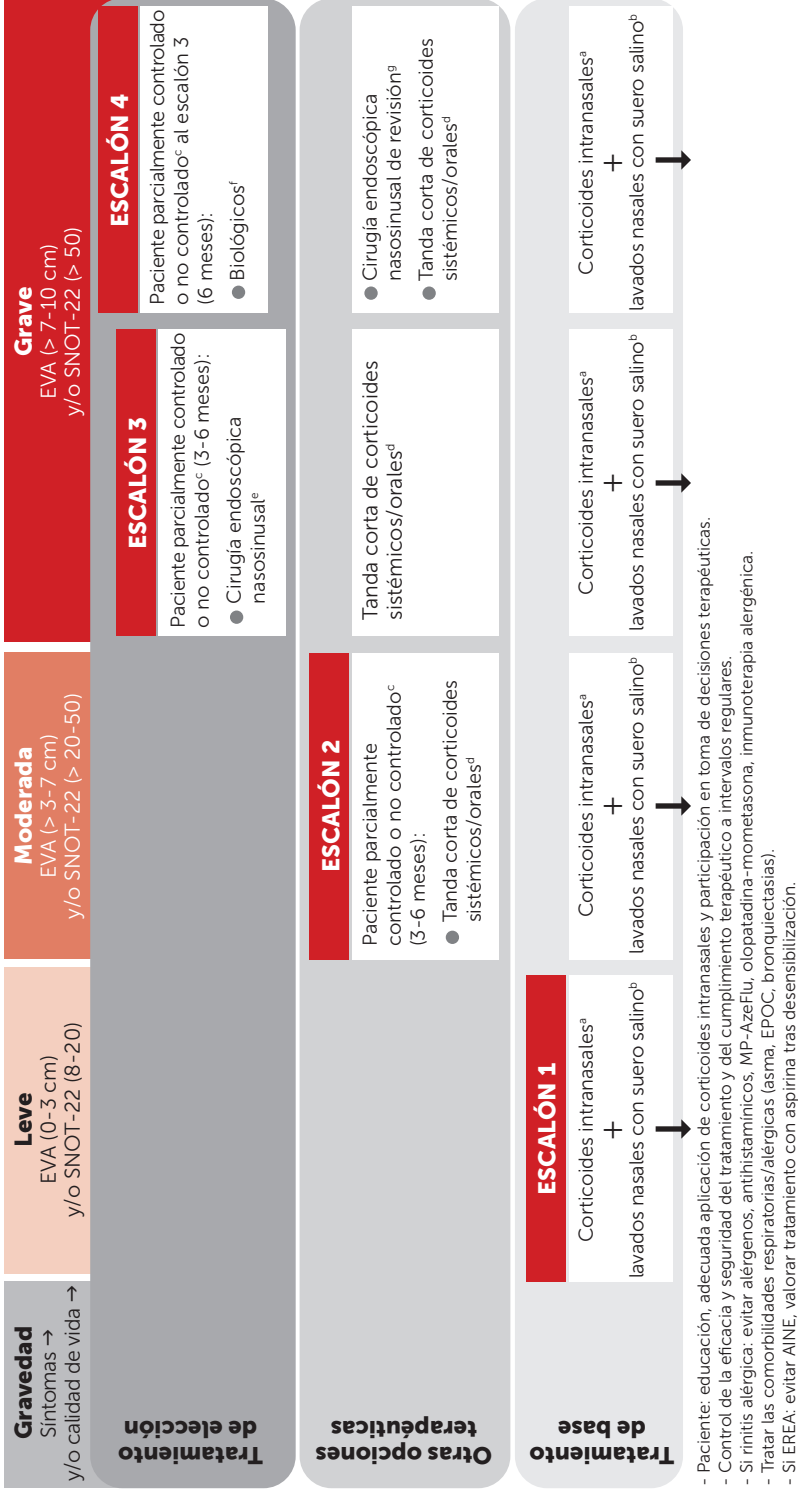 Gravedad
Síntomas →
y/o calidad de vida →
Leve
EVA (0-3 cm)
y/o SNOT-22 (8-20)
Moderada
EVA (> 3-7 cm)
y/o SNOT-22 (> 20-50)
Grave
EVA (> 7-10 cm)
y/o SNOT-22 (> 50)
Tratamiento
de elección
ESCALÓN 3
Paciente parcialmente controlado
o no controladoᶜ (3-6 meses):
● Cirugía endoscópica
nasosinusalᵉ
ESCALÓN 4
Paciente parcialmente controlado
o no controladoᶜ al escalón 3
(6 meses):
● Biológicosᶠ
Otras opciones
terapéuticas
ESCALÓN 2
Paciente parcialmente
controlado o no controladoᶜ
(3-6 meses):
● Tanda corta de corticoides
sistémicos/oralesᵈ
Tanda corta de corticoides
sistémicos/oralesᵈ
● Cirugía endoscópica
nasosinusal de revisiónᵍ
● Tanda corta de corticoides
sistémicos/oralesᵈ
Tratamiento
de base
ESCALÓN 1
Corticoides intranasalesᵃ
+
lavados nasales con suero salinoᵇ
Corticoides intranasalesᵃ
+
lavados nasales con suero salinoᵇ
Corticoides intranasalesᵃ
+
lavados nasales con suero salinoᵇ
Corticoides intranasalesᵃ
+
lavados nasales con suero salinoᵇ
- Paciente: educación, adecuada aplicación de corticoides intranasales y participación en toma de decisiones terapéuticas.
- Control de la eficacia y seguridad del tratamiento y del cumplimiento terapéutico a intervalos regulares.
- Si rinitis alérgica: evitar alérgenos, antihistamínicos, MP-AzeFlu, olopatadina-mometasona, inmunoterapia alergénica.
- Tratar las comorbilidades respiratorias/alérgicas (asma, EPOC, bronquiectasias).
- Si EREA: evitar AINE, valorar tratamiento con aspirina tras desensibilización.